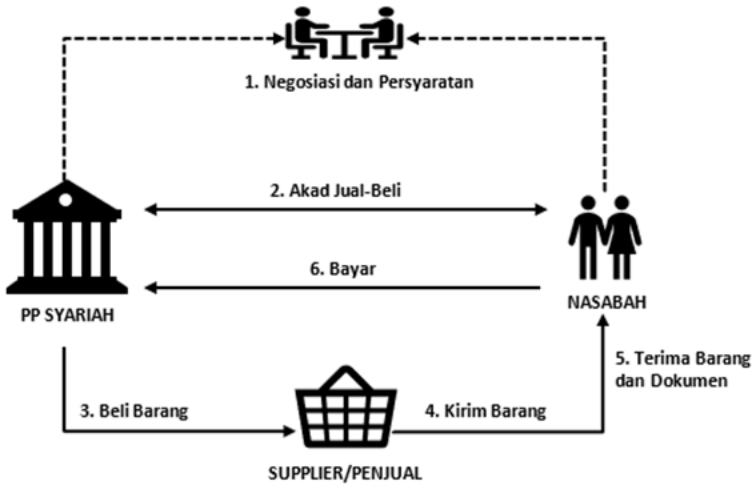 1. Negosiasi dan Persyaratan
2. Akad Jual-Beli
6. Bayar
PP SYARIAH
NASABAH
3. Beli Barang
4. Kirim Barang
5. Terima Barang
dan Dokumen
SUPPLIER/PENJUAL